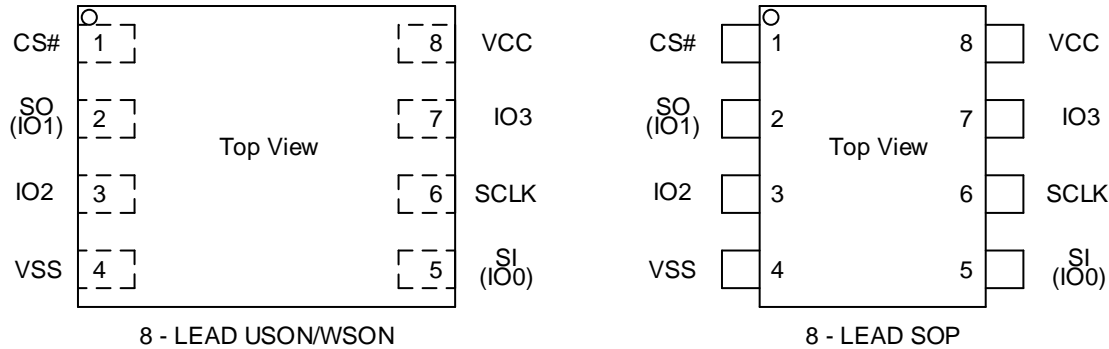 CS# 1 8 VCC
SO
(IO1) 2 7 IO3
Top View
IO2 3 6 SCLK
VSS 4 5 SI
(IO0)
8 - LEAD USON/WSON
CS# 1 8 VCC
SO
(IO1) 2 7 IO3
Top View
IO2 3 6 SCLK
VSS 4 5 SI
(IO0)
8 - LEAD SOP